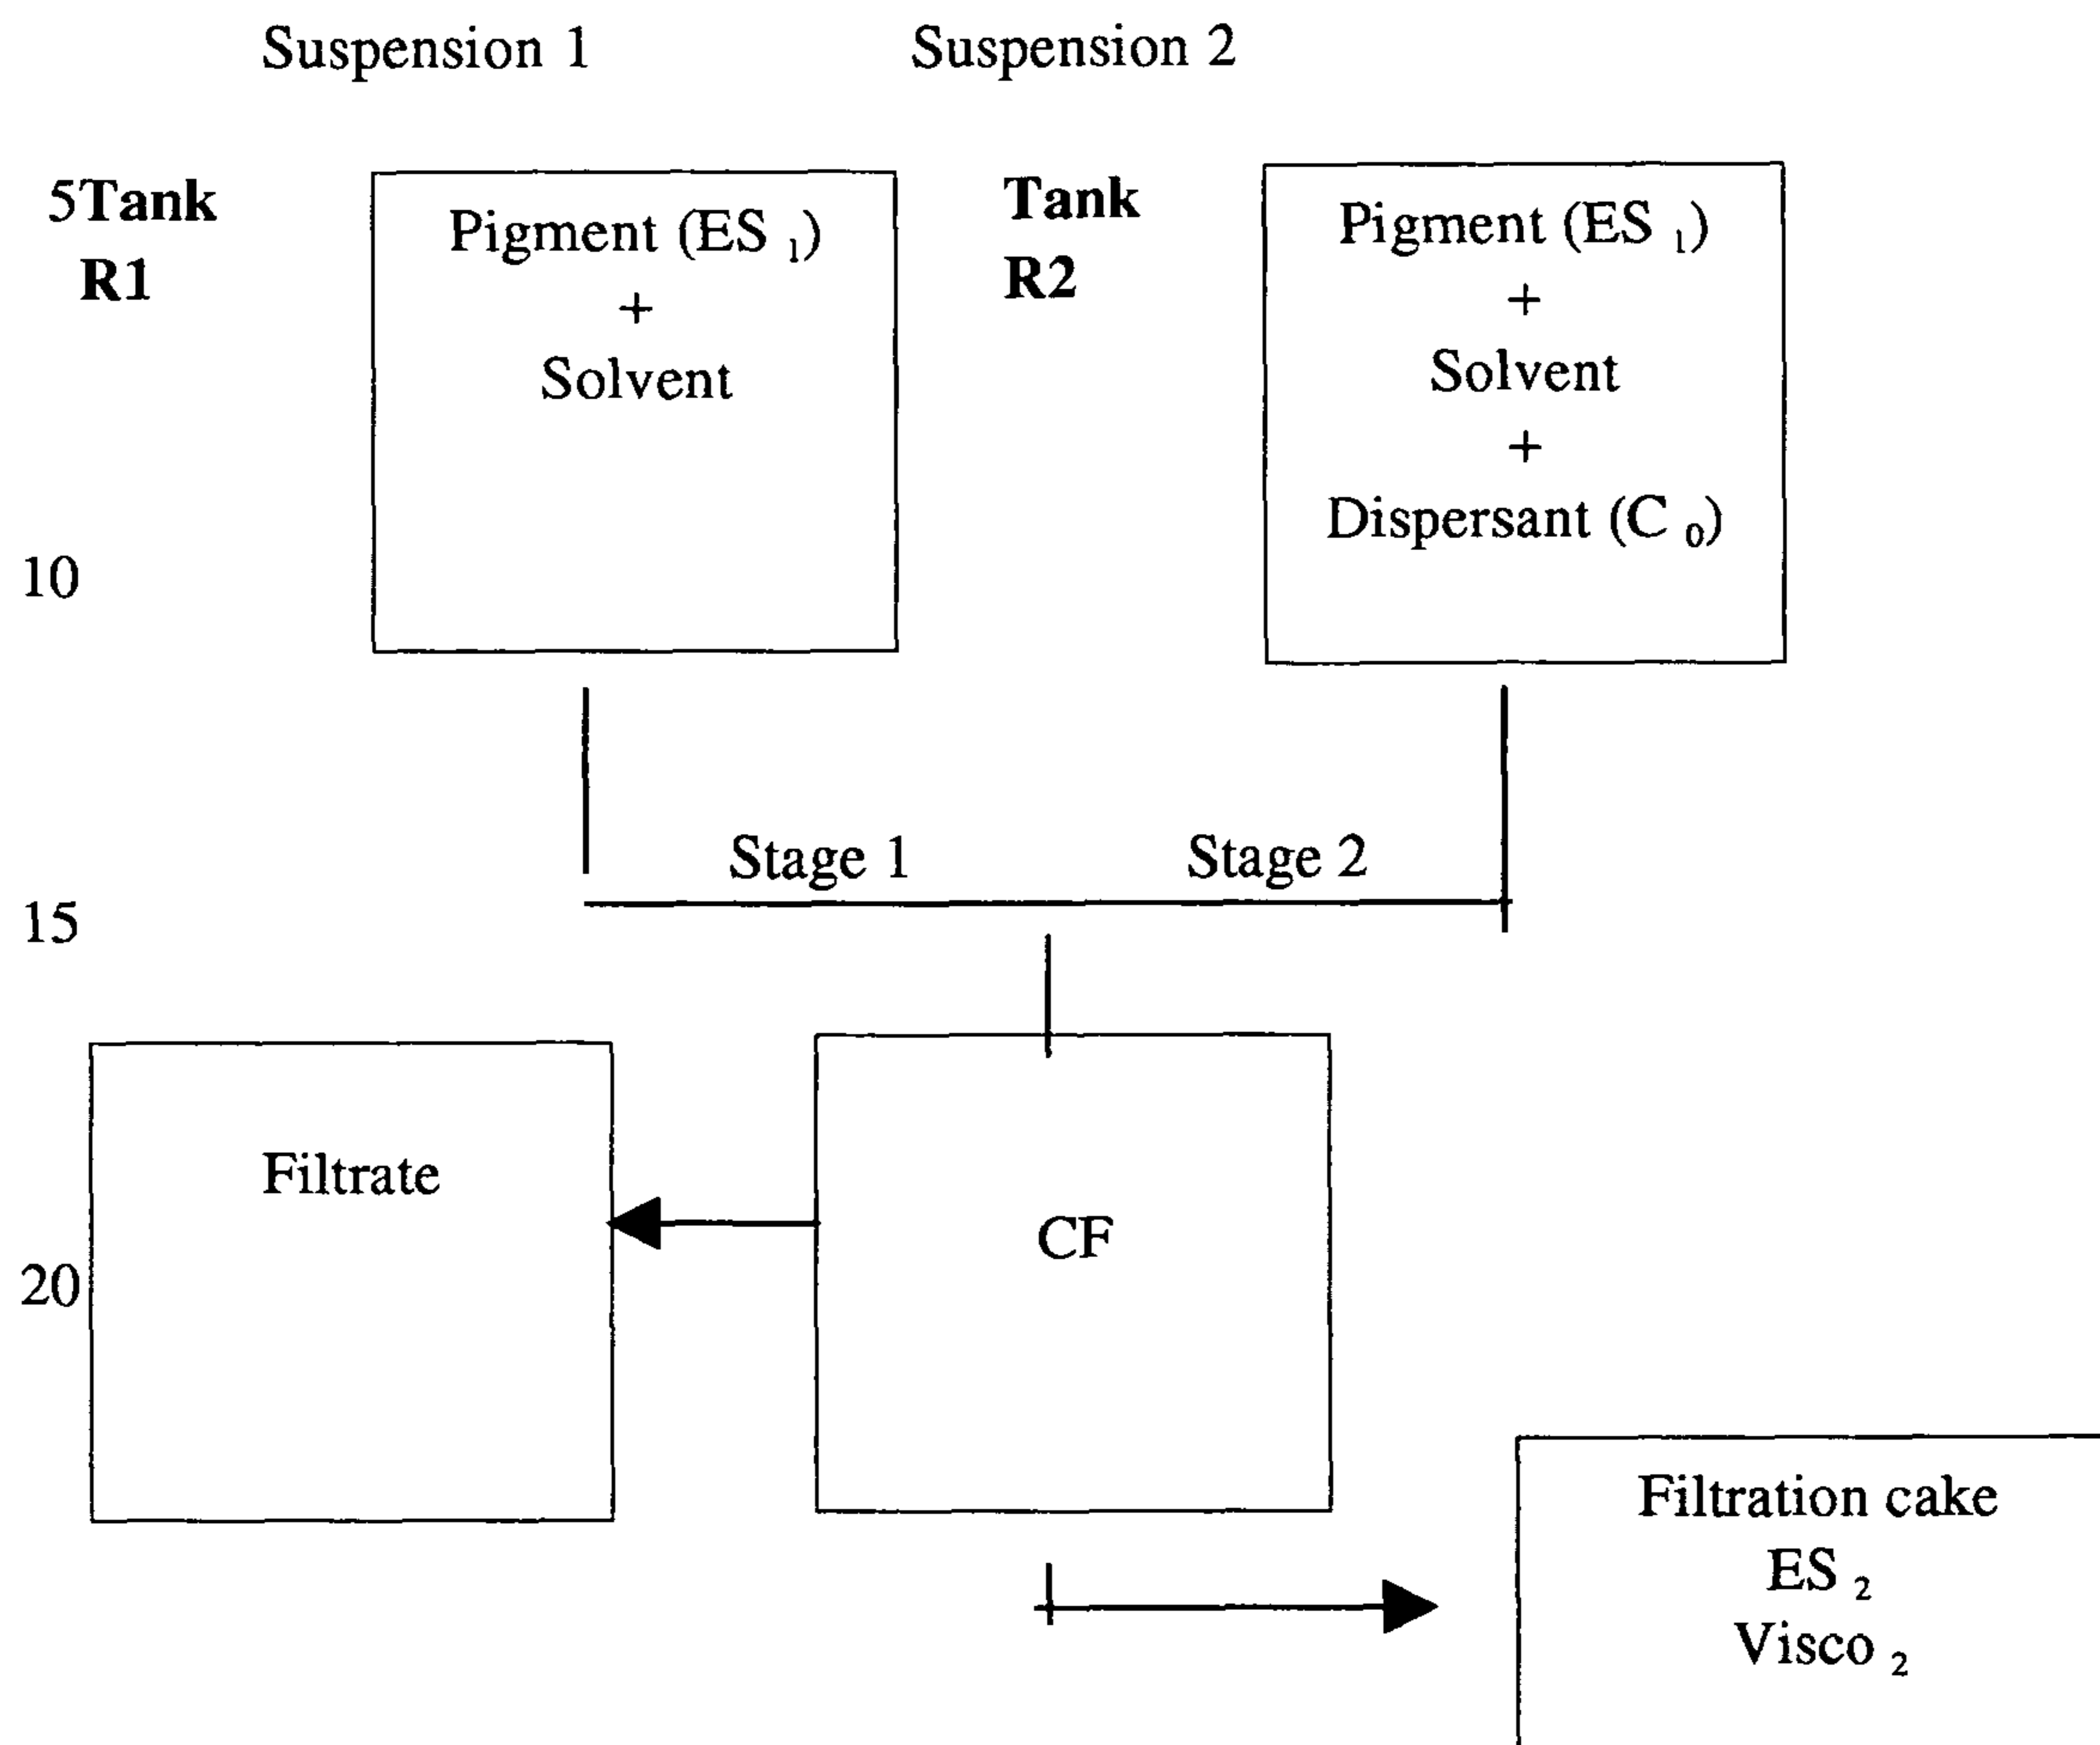 Suspension 1 Suspension 2
5Tank
R1
Pigment (ES 1)
+
Solvent
Tank
R2
Pigment (ES 1)
+
Solvent
+
Dispersant (C 0)
10
Stage 1 Stage 2
15
Filtrate
CF
20
Filtration cake
ES 2
Visco 2